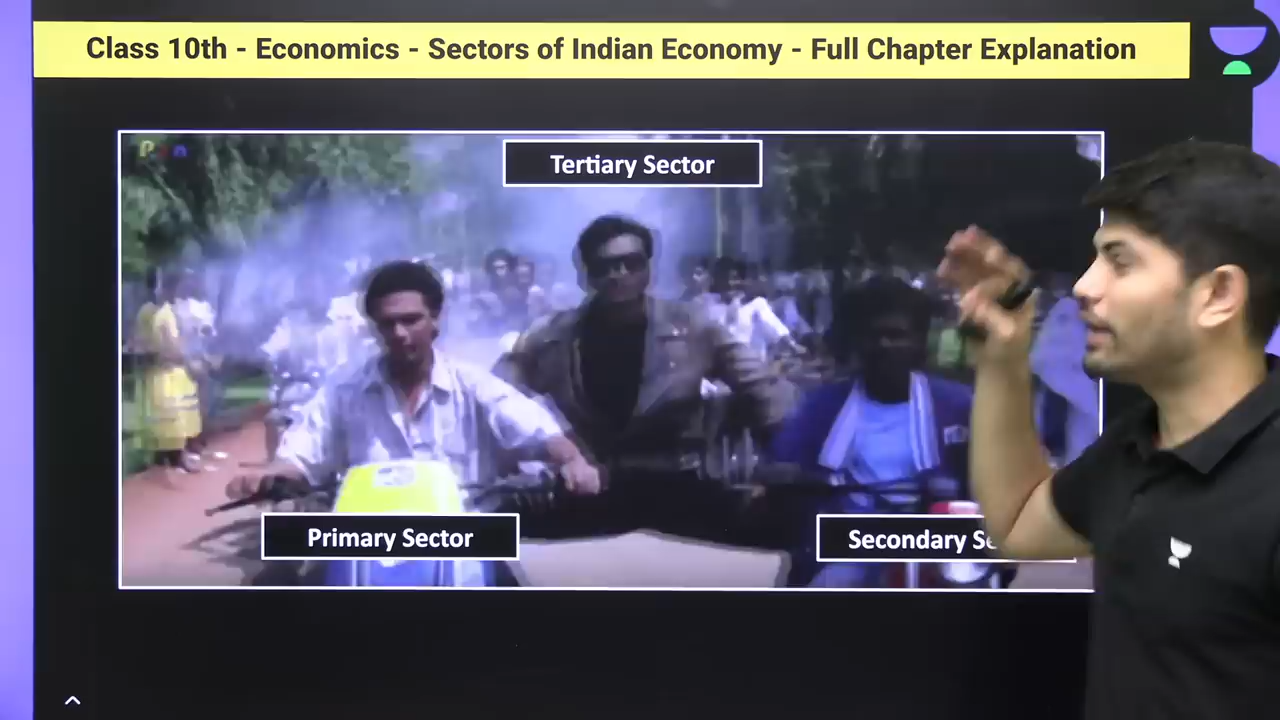 Class 10th - Economics - Sectors of Indian Economy - Full Chapter Explanation
Tertiary Sector
Primary Sector
Secondary